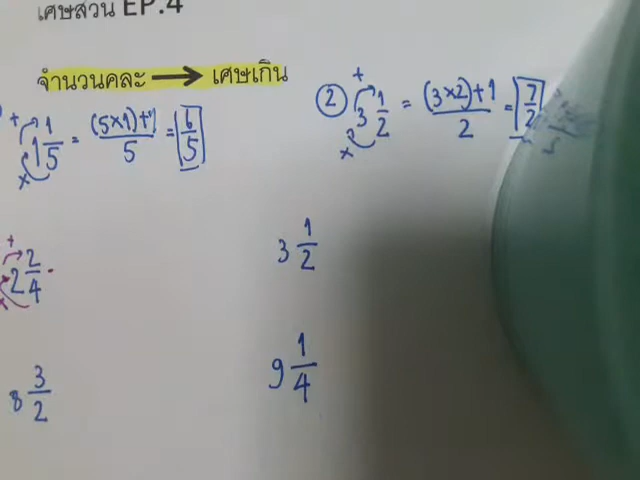 เศษส่วน EP.4
จำนวนคละ → เศษเกิน
+ 1 1/5 × = (5×1)+1/5 = 6/5
② + 3 1/2 × = (3×2)+1/2 = 7/2
+ 2 2/4
3 1/2
8 3/2
9 1/4